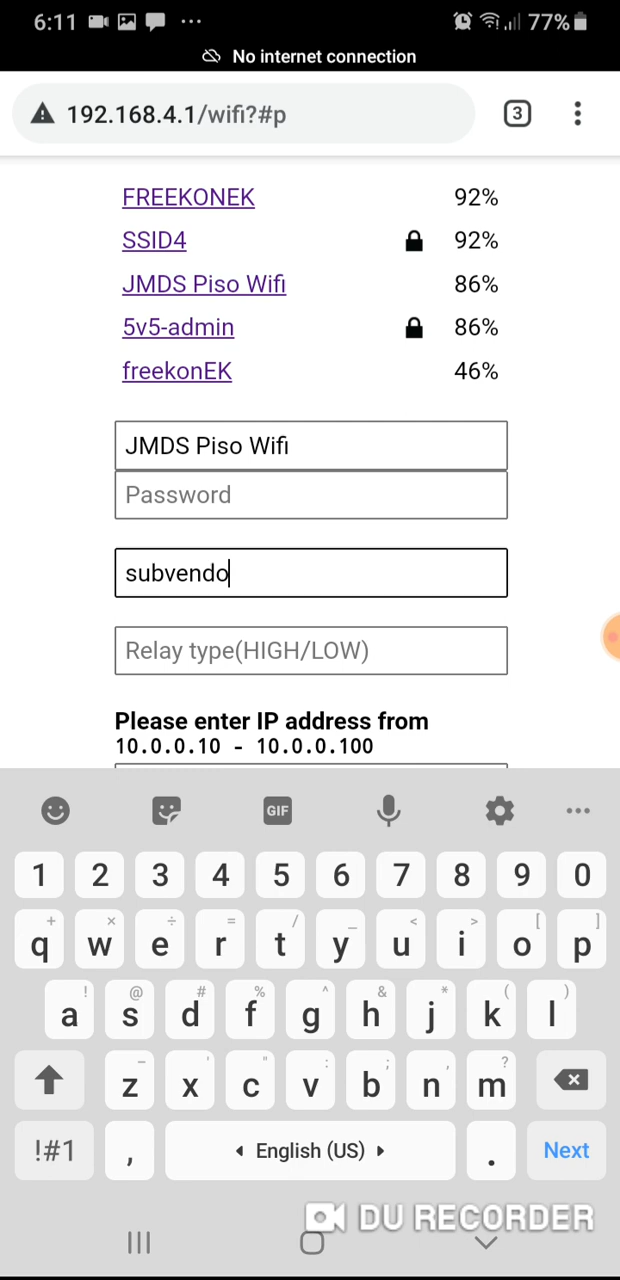 6:11 ... 77%
No internet connection
192.168.4.1/wifi?#p 3
FREEKONEK 92%
SSID4 92%
JMDS Piso Wifi 86%
5v5-admin 86%
freekonEK 46%
JMDS Piso Wifi
Password
subvendo
Relay type(HIGH/LOW)
Please enter IP address from
10.0.0.10 - 10.0.0.100
GIF ...
1 2 3 4 5 6 7 8 9 0
+ × ÷ = / _ < > [ ]
q w e r t y u i o p
! @ # % ^ & * ( )
a s d f g h j k l
- ' " : ; , ?
z x c v b n m
!#1 , English (US) . Next
DU RECORDER